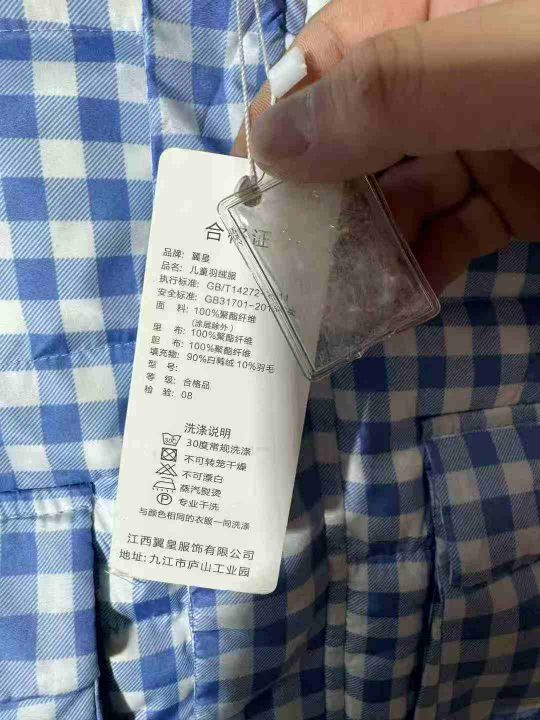 合格证
品牌: 翼皇
品名: 儿童羽绒服
执行标准: GB/T14272-
安全标准: GB31701-2015
面 料: 100%聚酯纤维
(涂层除外)
里 布: 100%聚酯纤维
胆 布: 100%聚酯纤维
填充物: 90%白鸭绒 10%羽毛
型 号:
等 级: 合格品
检 验: 08
洗涤说明
30度常规洗涤
不可转笼干燥
不可漂白
蒸汽熨烫
专业干洗
与颜色相同的衣服一同洗涤
江西翼皇服饰有限公司
地址: 九江市庐山工业园